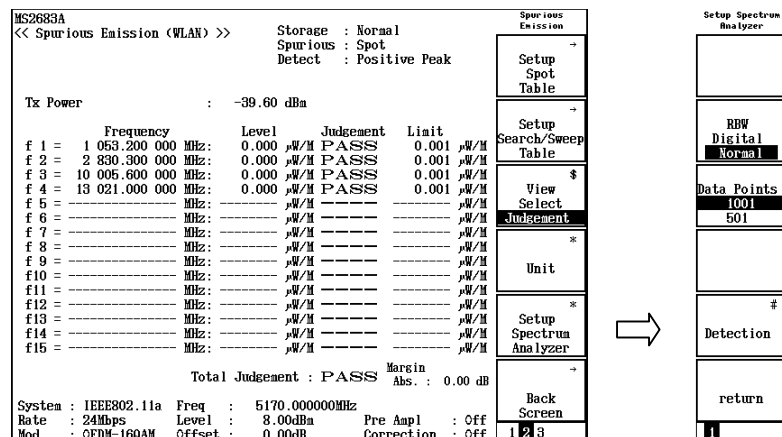 MS2683A
<< Spurious Emission (WLAN) >>
Storage : Normal
Spurious : Spot
Detect : Positive Peak
Tx Power : -39.60 dBm
Frequency Level Judgement Limit
f 1 = 1 053.200 000 MHz: 0.000 μW/M PASS 0.001 μW/M
f 2 = 2 830.300 000 MHz: 0.000 μW/M PASS 0.001 μW/M
f 3 = 10 005.600 000 MHz: 0.000 μW/M PASS 0.001 μW/M
f 4 = 13 021.000 000 MHz: 0.000 μW/M PASS 0.001 μW/M
f 5 = --------------- MHz: -------- μW/M ------ -------- μW/M
f 6 = --------------- MHz: -------- μW/M ------ -------- μW/M
f 7 = --------------- MHz: -------- μW/M ------ -------- μW/M
f 8 = --------------- MHz: -------- μW/M ------ -------- μW/M
f 9 = --------------- MHz: -------- μW/M ------ -------- μW/M
f10 = --------------- MHz: -------- μW/M ------ -------- μW/M
f11 = --------------- MHz: -------- μW/M ------ -------- μW/M
f12 = --------------- MHz: -------- μW/M ------ -------- μW/M
f13 = --------------- MHz: -------- μW/M ------ -------- μW/M
f14 = --------------- MHz: -------- μW/M ------ -------- μW/M
f15 = --------------- MHz: -------- μW/M ------ -------- μW/M
Total Judgement : PASS Margin
Abs. : 0.00 dB
System : IEEE802.11a Freq : 5170.000000MHz
Rate : 24Mbps Level : 8.00dBm Pre Ampl : Off
Mod : OFDM-16QAM Offset : 0.00dB Correction : Off
Spurious
Emission
→
Setup
Spot
Table
→
Setup
Search/Sweep
Table
$
View
Select
Judgement
*
Unit
*
Setup
Spectrum
Analyzer
→
Back
Screen
1 2 3
Setup Spectrum
Analyzer
RBW
Digital
Normal
Data Points
1001
501
#
Detection
return
1